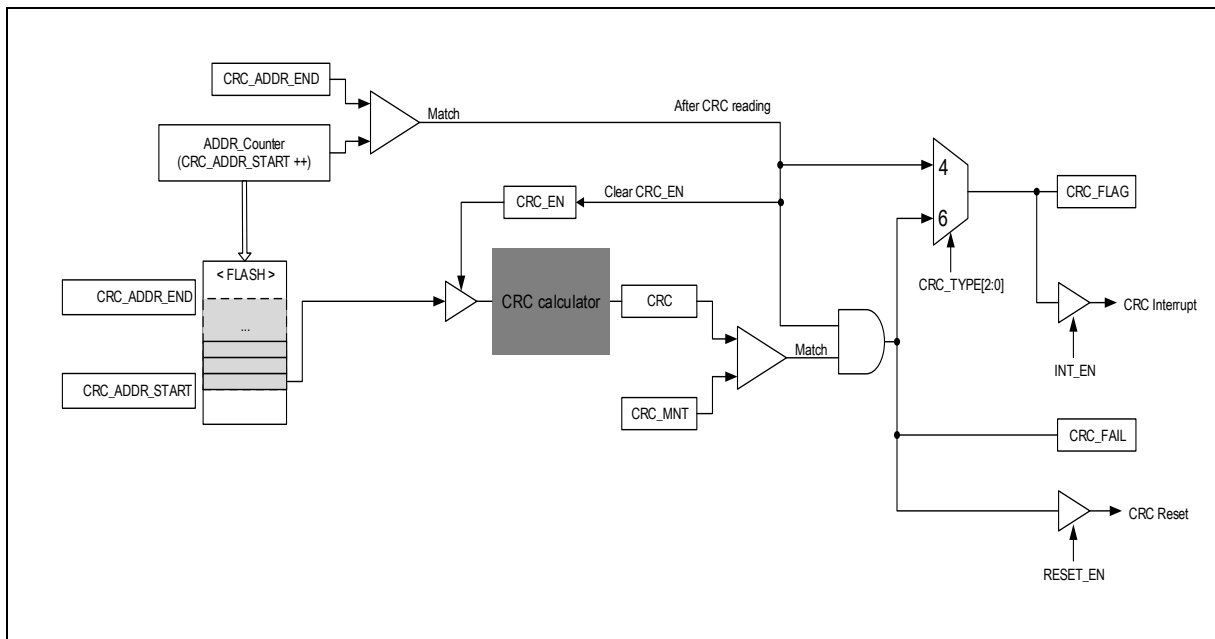 CRC_ADDR_END
Match
After CRC reading
ADDR_Counter
(CRC_ADDR_START ++)
4
CRC_EN
Clear CRC_EN
CRC_FLAG
6
< FLASH >
CRC_ADDR_END
CRC calculator
CRC
CRC_TYPE[2:0]
CRC Interrupt
...
Match
CRC_ADDR_START
INT_EN
CRC_MNT
CRC_FAIL
CRC Reset
RESET_EN